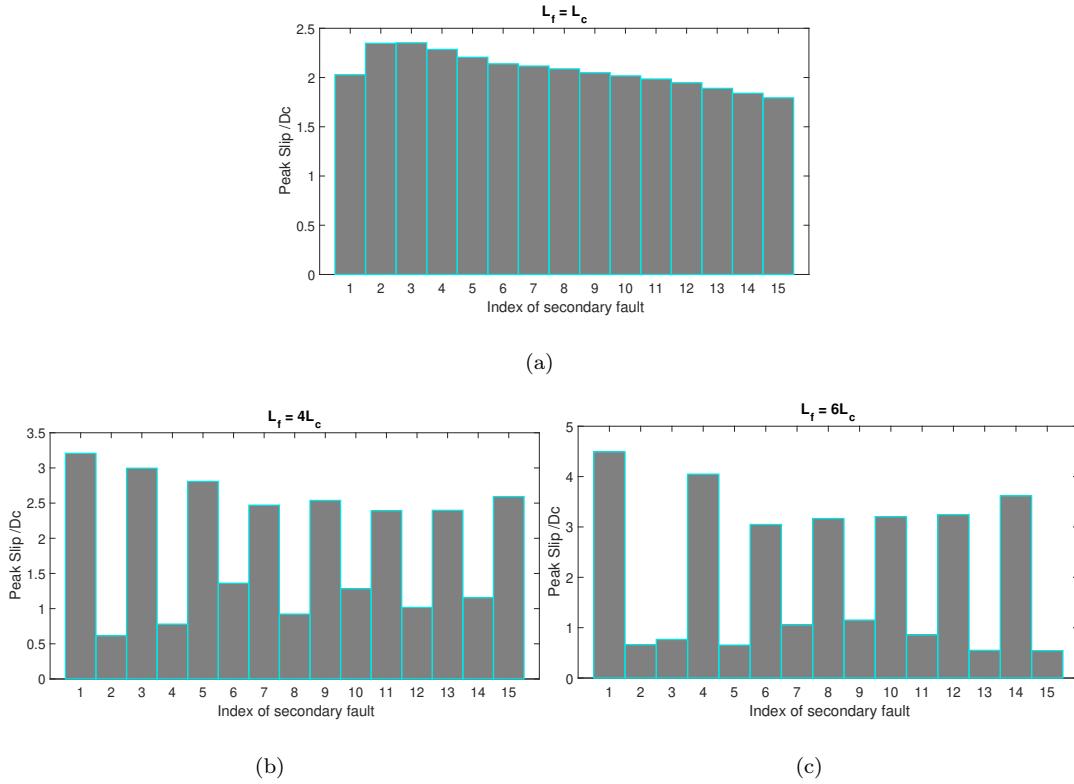 L_f = L_c
2.5
2
1.5
1
0.5
0
Peak Slip /Dc
1 2 3 4 5 6 7 8 9 10 11 12 13 14 15
Index of secondary fault
(a)
L_f = 4L_c
3.5
3
2.5
2
1.5
1
0.5
0
Peak Slip /Dc
1 2 3 4 5 6 7 8 9 10 11 12 13 14 15
Index of secondary fault
(b)
L_f = 6L_c
5
4
3
2
1
0
Peak Slip /Dc
1 2 3 4 5 6 7 8 9 10 11 12 13 14 15
Index of secondary fault
(c)